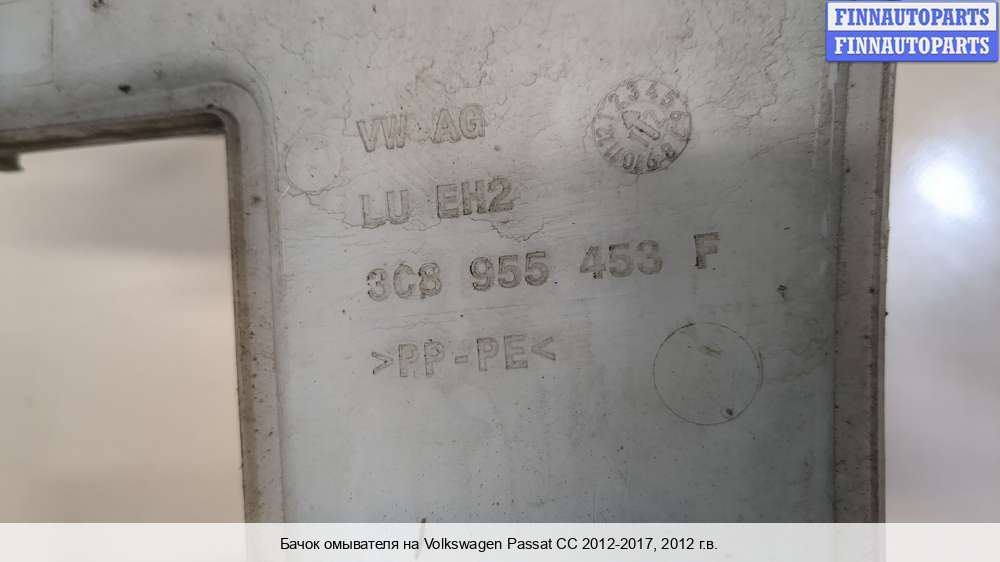 FINNAUTOPARTS
FINNAUTOPARTS
VW AG
LU EH2
3C8 955 453 F
>PP-PE<
Бачок омывателя на Volkswagen Passat CC 2012-2017, 2012 г.в.